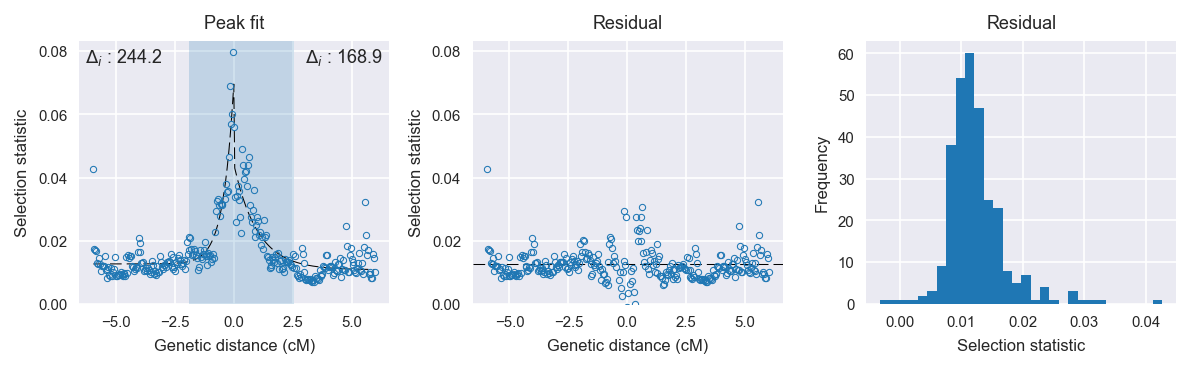 Peak fit
Δi : 244.2
Δi : 168.9
Selection statistic
0.08
0.06
0.04
0.02
0.00
−5.0 −2.5 0.0 2.5 5.0
Genetic distance (cM)
Residual
Selection statistic
0.08
0.06
0.04
0.02
0.00
−5.0 −2.5 0.0 2.5 5.0
Genetic distance (cM)
Residual
Frequency
60
50
40
30
20
10
0
0.00 0.01 0.02 0.03 0.04
Selection statistic